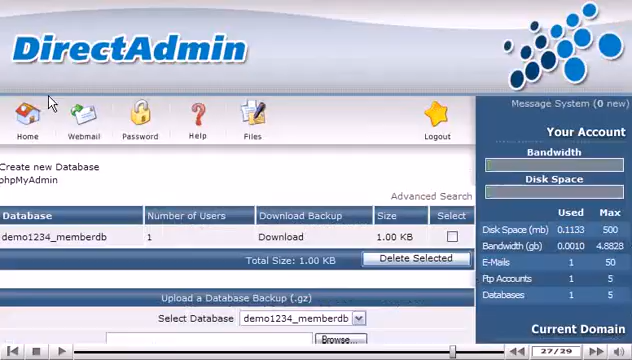 DirectAdmin
Home Webmail Password Help Files Logout
Message System (0 new)
Your Account
Bandwidth
Disk Space
Used Max
Disk Space (mb) 0.1133 500
Bandwidth (gb) 0.0010 4.8828
E-Mails 1 50
Ftp Accounts 1 5
Databases 1 5
Current Domain
Create new Database
phpMyAdmin
Advanced Search
Database Number of Users Download Backup Size Select
demo1234_memberdb 1 Download 1.00 KB
Total Size: 1.00 KB Delete Selected
Upload a Database Backup (.gz)
Select Database demo1234_memberdb
Browse...
27/29